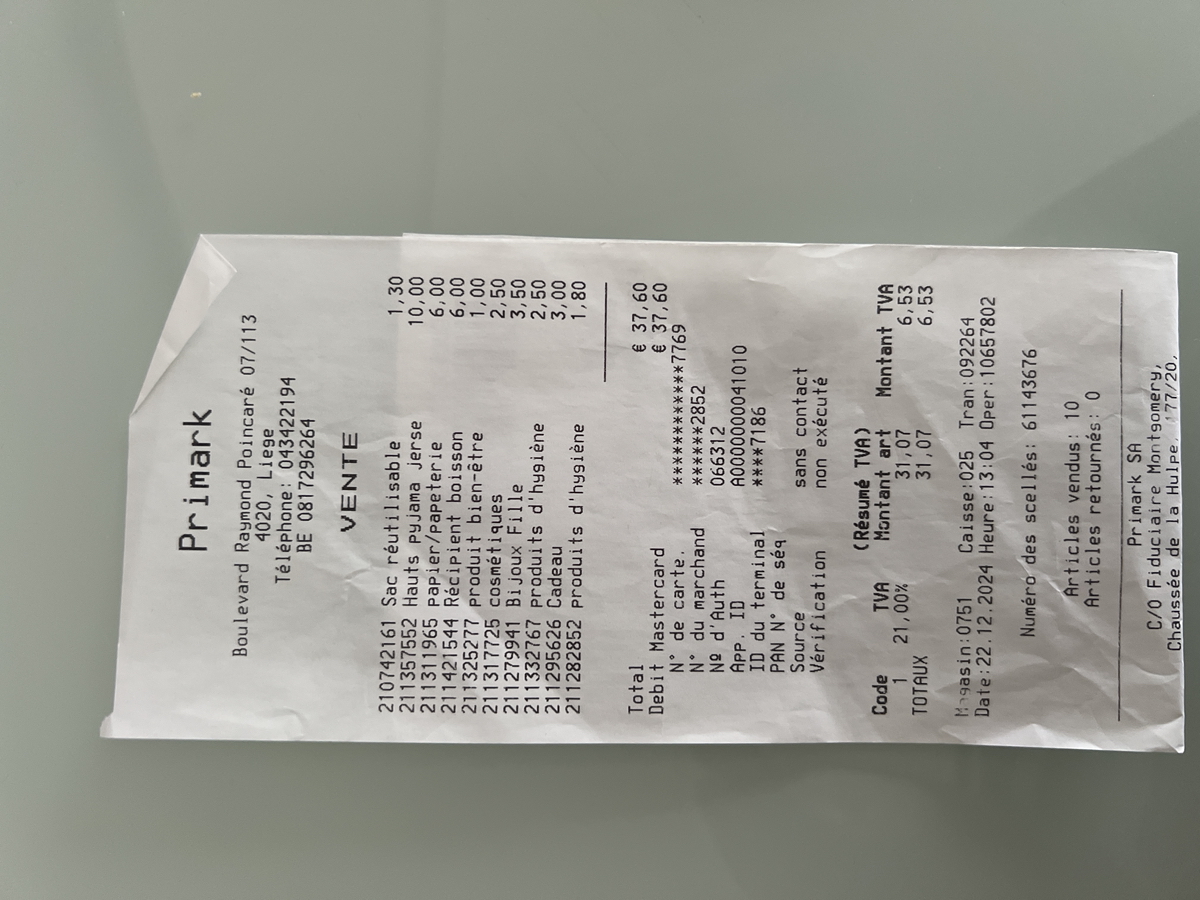 Primark
Boulevard Raymond Poincaré 07/113
4020, Liege
Téléphone: 043422194
BE 0817296264
VENTE
210742161 Sac réutilisable 1,30
211357552 Hauts pyjama jerse 10,00
211311965 Papier/papeterie 6,00
211421544 Récipient boisson 6,00
211325277 Produit bien-être 1,00
211317725 cosmétiques 2,50
211279941 Bijoux Fille 3,50
211332767 Produits d'hygiène 2,50
211295626 Cadeau 3,00
211282852 Produits d'hygiène 1,80
Total € 37,60
Debit Mastercard € 37,60
N° de carte. ************7769
N° du marchand ******2852
Nº d'Auth 066312
APP. ID A0000000041010
ID du terminal ****7186
PAN N° de séq
Source sans contact
Vérification non exécuté
(Résumé TVA)
Code TVA Montant art Montant TVA
1 21,00% 31,07 6,53
TOTAUX 31,07 6,53
Magasin:0751 Caisse:025 Tran:092264
Date:22.12.2024 Heure:13:04 Oper:10657802
Numéro des scellés: 61143676
Articles vendus: 10
Articles retournés: 0
Primark SA
C/O Fiduciaire Montgomery,
Chaussée de la Hulpe, 177/20,